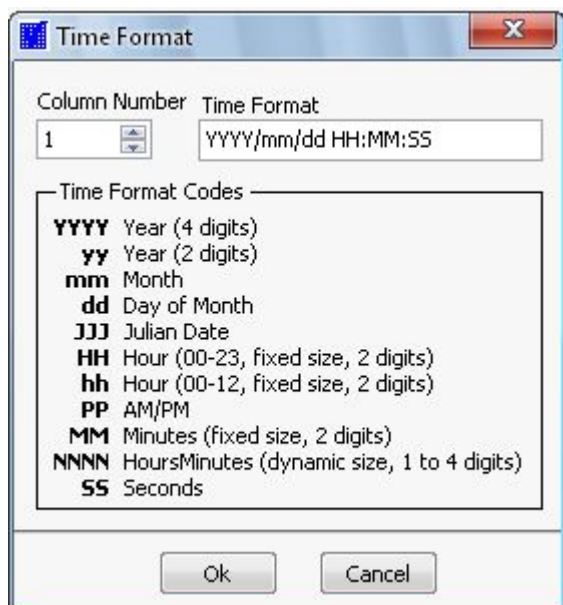 Time Format
Column Number Time Format
1 YYYY/mm/dd HH:MM:SS
Time Format Codes
YYYY Year (4 digits)
yy Year (2 digits)
mm Month
dd Day of Month
JJJ Julian Date
HH Hour (00-23, fixed size, 2 digits)
hh Hour (00-12, fixed size, 2 digits)
PP AM/PM
MM Minutes (fixed size, 2 digits)
NNNN HoursMinutes (dynamic size, 1 to 4 digits)
SS Seconds
Ok Cancel